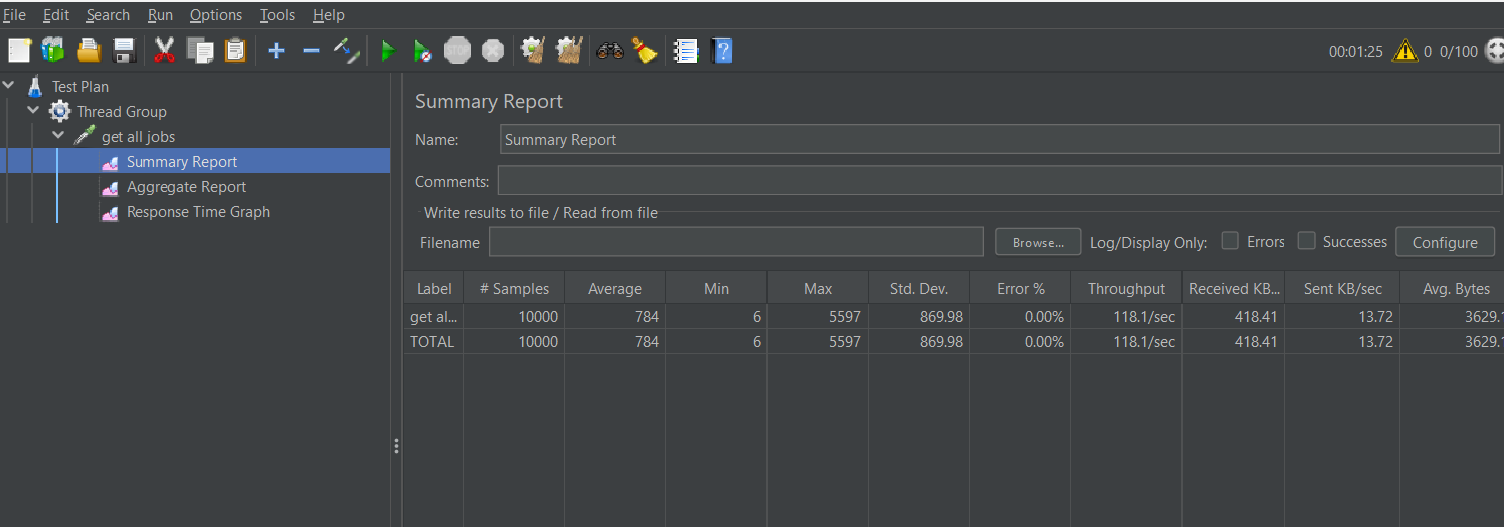 File Edit Search Run Options Tools Help
STOP
00:01:25 0 0/100
Test Plan
Thread Group
get all jobs
Summary Report
Aggregate Report
Response Time Graph
Summary Report
Name: Summary Report
Comments:
Write results to file / Read from file
Filename Browse... Log/Display Only: Errors Successes Configure
Label # Samples Average Min Max Std. Dev. Error % Throughput Received KB... Sent KB/sec Avg. Bytes
get al... 10000 784 6 5597 869.98 0.00% 118.1/sec 418.41 13.72 3629.1
TOTAL 10000 784 6 5597 869.98 0.00% 118.1/sec 418.41 13.72 3629.1